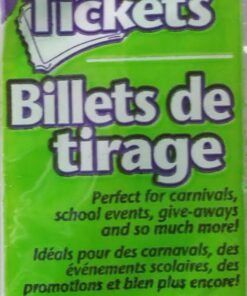 Tickets
Billets de
tirage
Perfect for carnivals,
school events, give-aways
and so much more!
Idéals pour des carnavals, des
événements scolaires, des
promotions et bien plus encore!